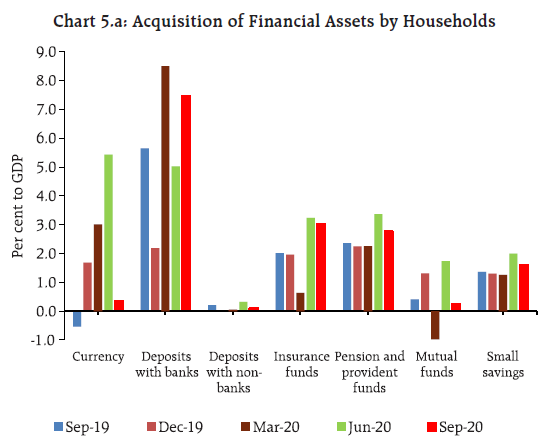 Chart 5.a: Acquisition of Financial Assets by Households
Per cent to GDP
9.0
8.0
7.0
6.0
5.0
4.0
3.0
2.0
1.0
0.0
-1.0
Currency
Deposits
with banks
Deposits
with non-
banks
Insurance
funds
Pension and
provident
funds
Mutual
funds
Small
savings
Sep-19
Dec-19
Mar-20
Jun-20
Sep-20